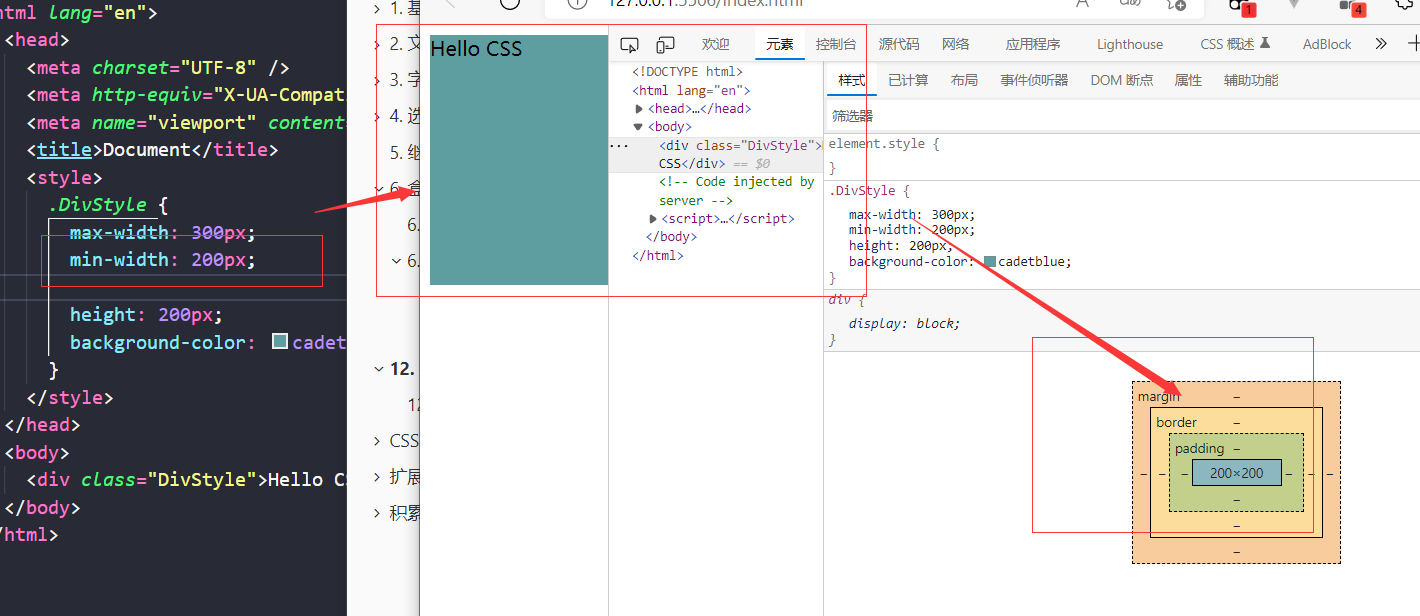 html lang="en">
<head>
<meta charset="UTF-8" />
<meta http-equiv="X-UA-Compati
<meta name="viewport" content
<title>Document</title>
<style>
.DivStyle {
max-width: 300px;
min-width: 200px;
height: 200px;
background-color: cadet
}
</style>
</head>
<body>
<div class="DivStyle">Hello C
</body>
html>
1. 基
2. 文
3. 字
4. 选
5. 继
6. 盒
6.
6.
12.
12
CSS
扩展
积累
127.0.0.1:5506/index.html
1
4
Hello CSS
欢迎 元素 控制台 源代码 网络 应用程序 Lighthouse CSS 概述 AdBlock
<!DOCTYPE html>
<html lang="en">
<head>…</head>
<body>
<div class="DivStyle">
CSS</div> == $0
<!-- Code injected by
server -->
<script>…</script>
</body>
</html>
样式 已计算 布局 事件侦听器 DOM 断点 属性 辅助功能
筛选器
element.style {
}
.DivStyle {
max-width: 300px;
min-width: 200px;
height: 200px;
background-color: cadetblue;
}
div {
display: block;
}
margin –
border –
padding –
– – – 200×200 – – –
–
–
–